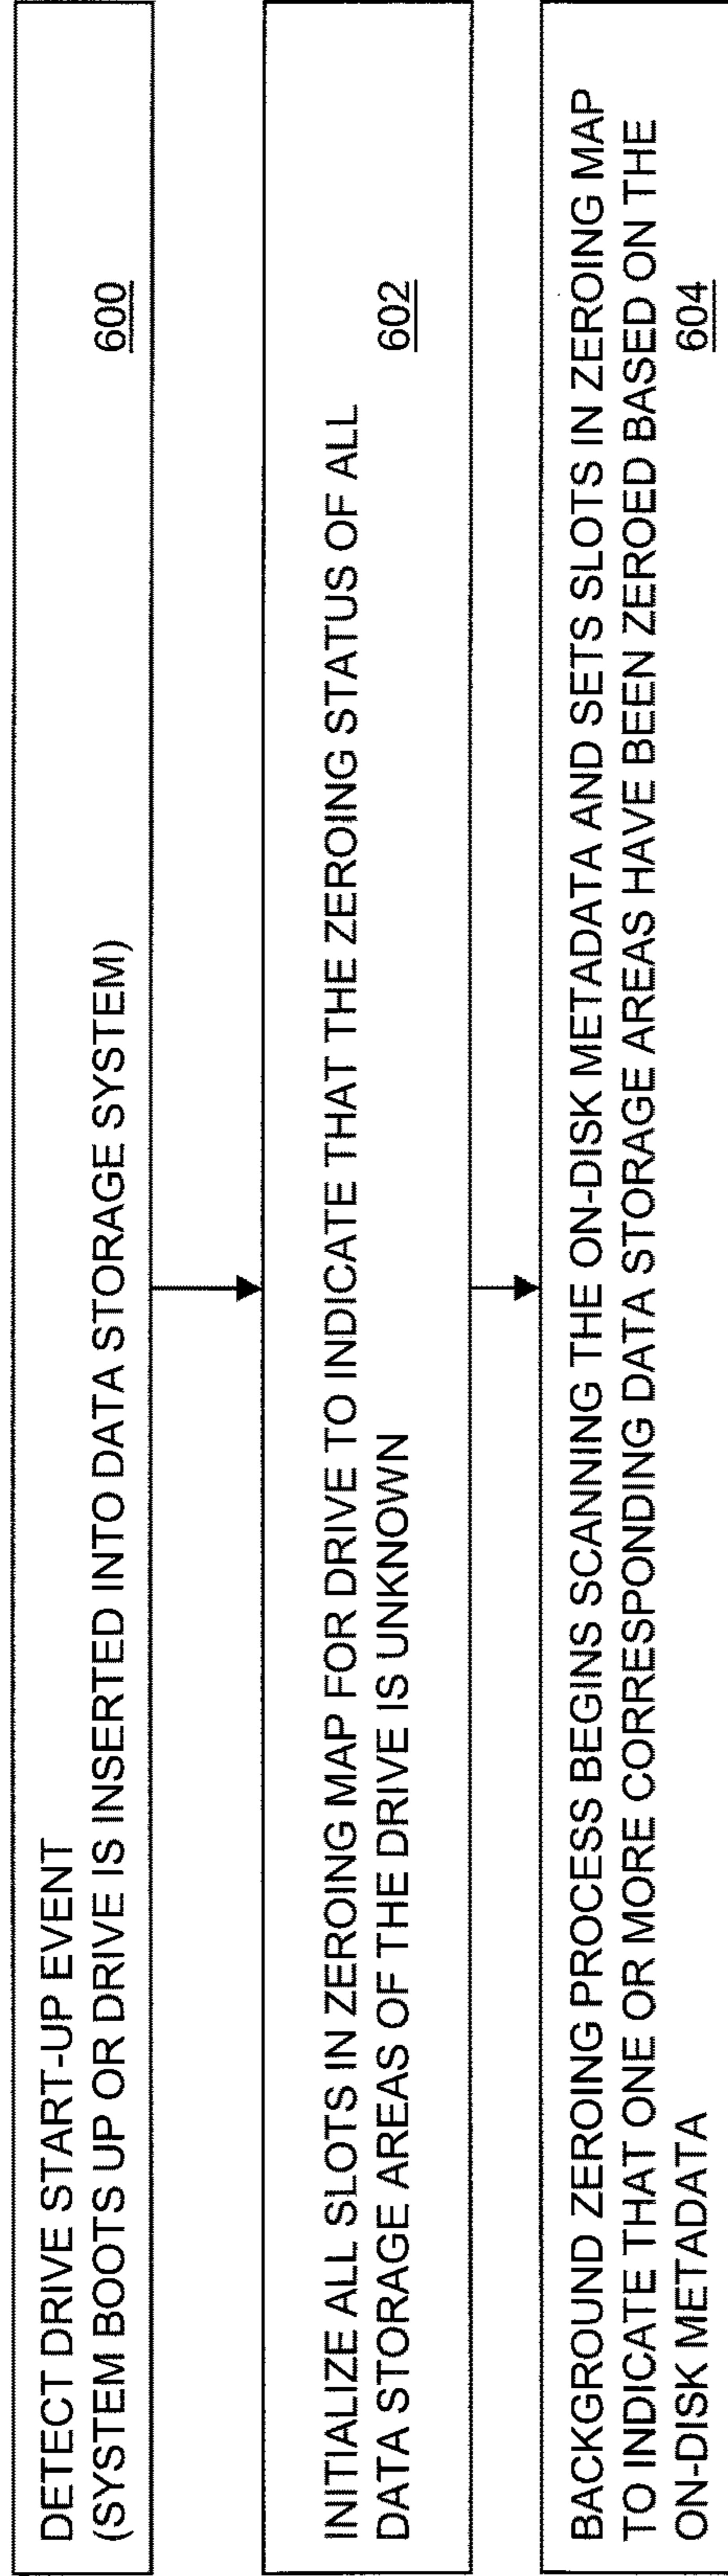 DETECT DRIVE START-UP EVENT
(SYSTEM BOOTS UP OR DRIVE IS INSERTED INTO DATA STORAGE SYSTEM)
600
INITIALIZE ALL SLOTS IN ZEROING MAP FOR DRIVE TO INDICATE THAT THE ZEROING STATUS OF ALL
DATA STORAGE AREAS OF THE DRIVE IS UNKNOWN
602
BACKGROUND ZEROING PROCESS BEGINS SCANNING THE ON-DISK METADATA AND SETS SLOTS IN ZEROING MAP
TO INDICATE THAT ONE OR MORE CORRESPONDING DATA STORAGE AREAS HAVE BEEN ZEROED BASED ON THE
ON-DISK METADATA
604